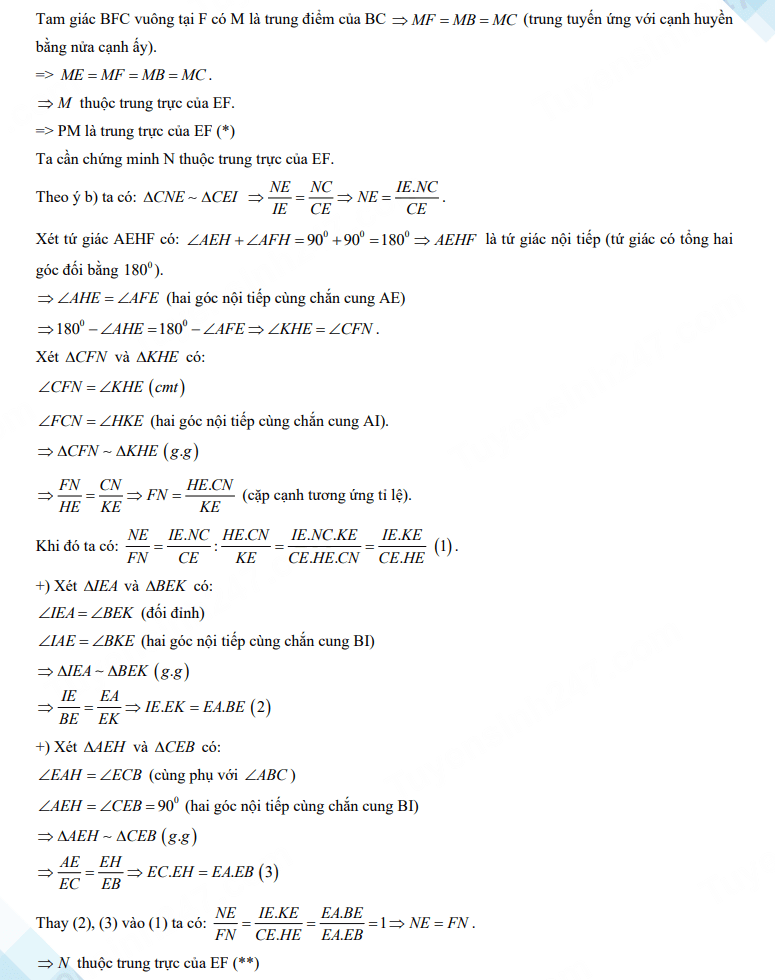 Tam giác BFC vuông tại F có M là trung điểm của BC ⇒ MF = MB = MC (trung tuyến ứng với cạnh huyền
bằng nửa cạnh ấy).
=> ME = MF = MB = MC.
⇒ M thuộc trung trực của EF.
=> PM là trung trực của EF (*)
Ta cần chứng minh N thuộc trung trực của EF.
Theo ý b) ta có: ΔCNE ~ ΔCEI ⇒ NE/IE = NC/CE ⇒ NE = IE.NC/CE.
Xét tứ giác AEHF có: ∠AEH + ∠AFH = 90⁰ + 90⁰ = 180⁰ ⇒ AEHF là tứ giác nội tiếp (tứ giác có tổng hai
góc đối bằng 180⁰).
⇒ ∠AHE = ∠AFE (hai góc nội tiếp cùng chắn cung AE)
⇒ 180⁰ − ∠AHE = 180⁰ − ∠AFE ⇒ ∠KHE = ∠CFN.
Xét ΔCFN và ΔKHE có:
∠CFN = ∠KHE (cmt)
∠FCN = ∠HKE (hai góc nội tiếp cùng chắn cung AI).
⇒ ΔCFN ~ ΔKHE (g.g)
⇒ FN/HE = CN/KE ⇒ FN = HE.CN/KE (cặp cạnh tương ứng tỉ lệ).
Khi đó ta có: NE/FN = IE.NC/CE : HE.CN/KE = IE.NC.KE/CE.HE.CN = IE.KE/CE.HE (1).
+) Xét ΔIEA và ΔBEK có:
∠IEA = ∠BEK (đối đỉnh)
∠IAE = ∠BKE (hai góc nội tiếp cùng chắn cung BI)
⇒ ΔIEA ~ ΔBEK (g.g)
⇒ IE/BE = EA/EK ⇒ IE.EK = EA.BE (2)
+) Xét ΔAEH và ΔCEB có:
∠EAH = ∠ECB (cùng phụ với ∠ABC)
∠AEH = ∠CEB = 90⁰ (hai góc nội tiếp cùng chắn cung BI)
⇒ ΔAEH ~ ΔCEB (g.g)
⇒ AE/EC = EH/EB ⇒ EC.EH = EA.EB (3)
Thay (2), (3) vào (1) ta có: NE/FN = IE.KE/CE.HE = EA.BE/EA.EB = 1 ⇒ NE = FN.
⇒ N thuộc trung trực của EF (**)